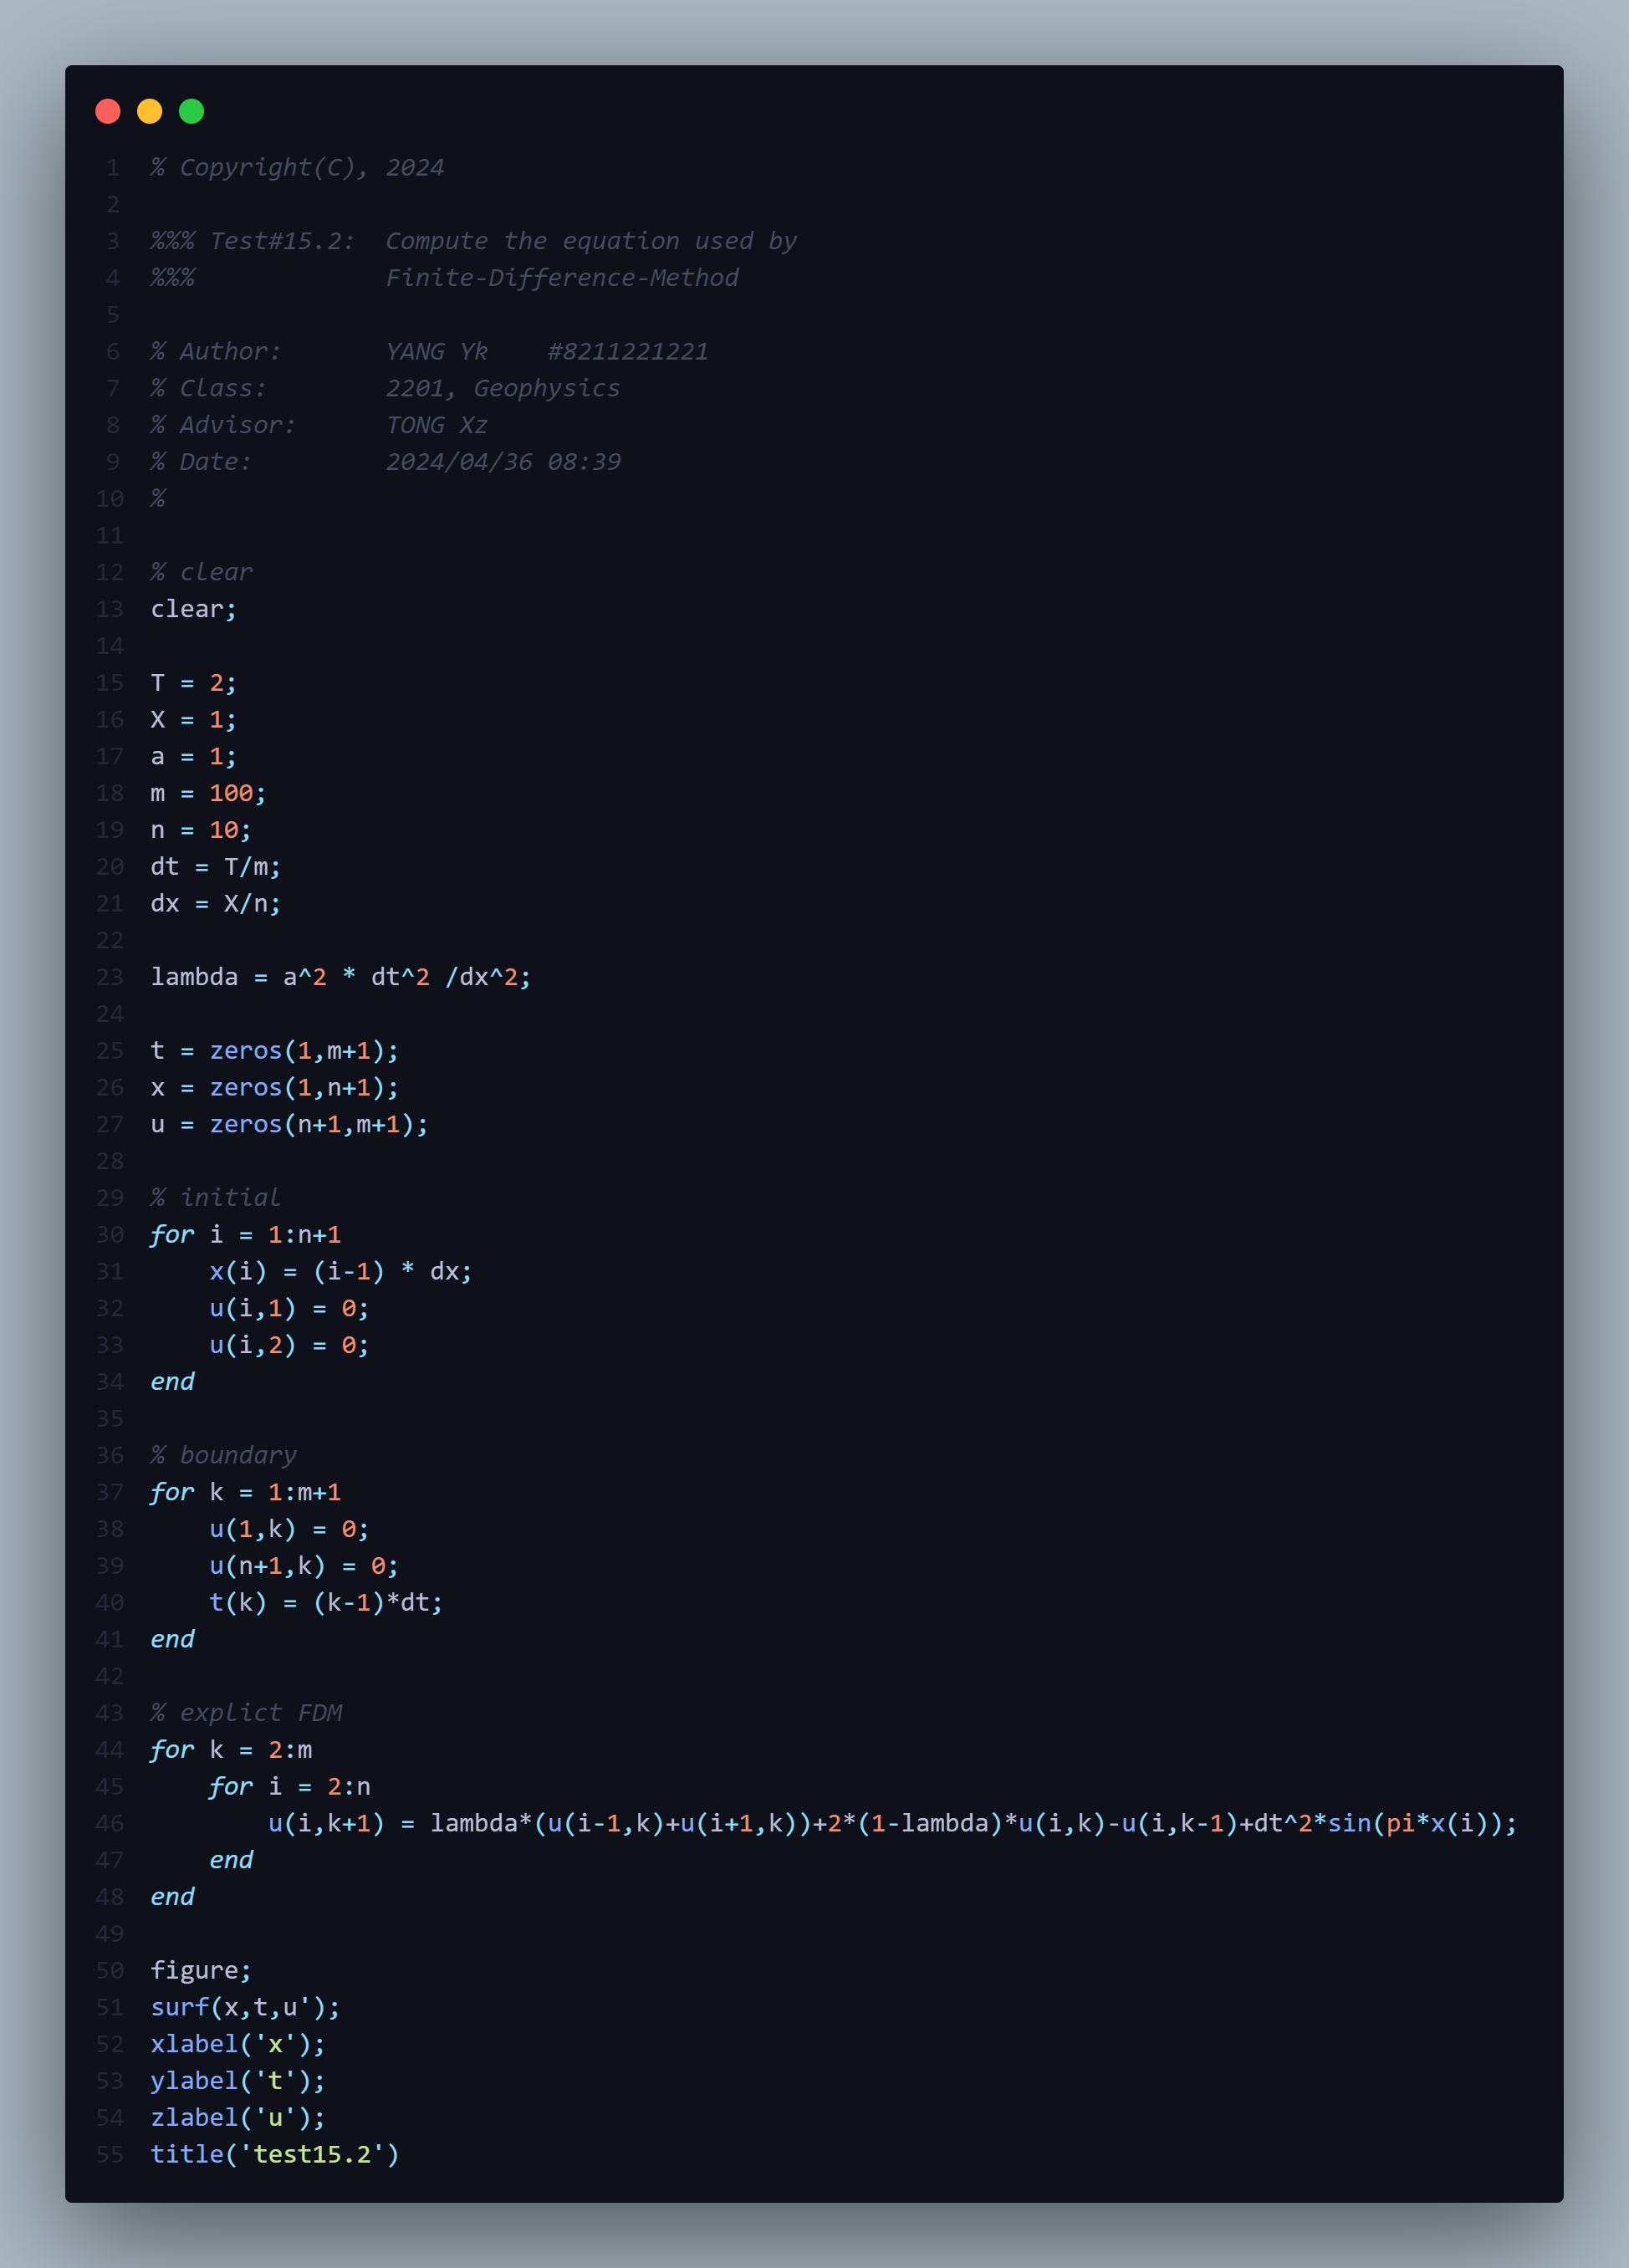 1 % Copyright(C), 2024
2
3 %%% Test#15.2:  Compute the equation used by
4 %%%             Finite-Difference-Method
5
6 % Author:       YANG Yk    #8211221221
7 % Class:        2201, Geophysics
8 % Advisor:      TONG Xz
9 % Date:         2024/04/36 08:39
10 %
11
12 % clear
13 clear;
14
15 T = 2;
16 X = 1;
17 a = 1;
18 m = 100;
19 n = 10;
20 dt = T/m;
21 dx = X/n;
22
23 lambda = a^2 * dt^2 /dx^2;
24
25 t = zeros(1,m+1);
26 x = zeros(1,n+1);
27 u = zeros(n+1,m+1);
28
29 % initial
30 for i = 1:n+1
31     x(i) = (i-1) * dx;
32     u(i,1) = 0;
33     u(i,2) = 0;
34 end
35
36 % boundary
37 for k = 1:m+1
38     u(1,k) = 0;
39     u(n+1,k) = 0;
40     t(k) = (k-1)*dt;
41 end
42
43 % explict FDM
44 for k = 2:m
45     for i = 2:n
46         u(i,k+1) = lambda*(u(i-1,k)+u(i+1,k))+2*(1-lambda)*u(i,k)-u(i,k-1)+dt^2*sin(pi*x(i));
47     end
48 end
49
50 figure;
51 surf(x,t,u');
52 xlabel('x');
53 ylabel('t');
54 zlabel('u');
55 title('test15.2')